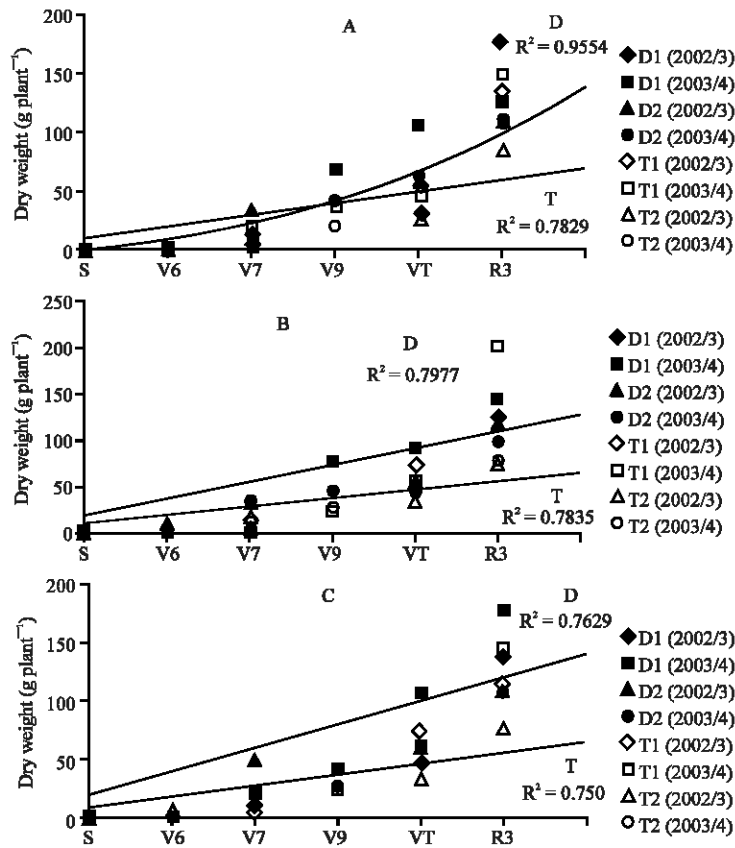 A
D
R² = 0.9554
T
R² = 0.7829
Dry weight (g plant⁻¹)
200
150
100
50
0
S V6 V7 V9 VT R3
D1 (2002/3)
D1 (2003/4)
D2 (2002/3)
D2 (2003/4)
T1 (2002/3)
T1 (2003/4)
T2 (2002/3)
T2 (2003/4)
B
D
R² = 0.7977
T
R² = 0.7835
Dry weight (g plant⁻¹)
250
200
150
100
50
0
S V6 V7 V9 VT R3
D1 (2002/3)
D1 (2003/4)
D2 (2002/3)
D2 (2003/4)
T1 (2002/3)
T1 (2003/4)
T2 (2002/3)
T2 (2003/4)
C
D
R² = 0.7629
T
R² = 0.750
Dry weight (g plant⁻¹)
200
150
100
50
0
S V6 V7 V9 VT R3
D1 (2002/3)
D1 (2003/4)
D2 (2002/3)
D2 (2003/4)
T1 (2002/3)
T1 (2003/4)
T2 (2002/3)
T2 (2003/4)